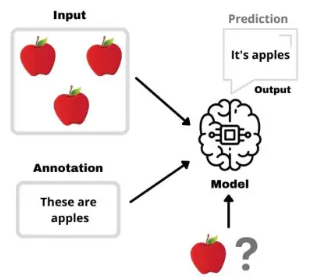 Input
Prediction
It's apples
Output
Annotation
These are
apples
Model
?